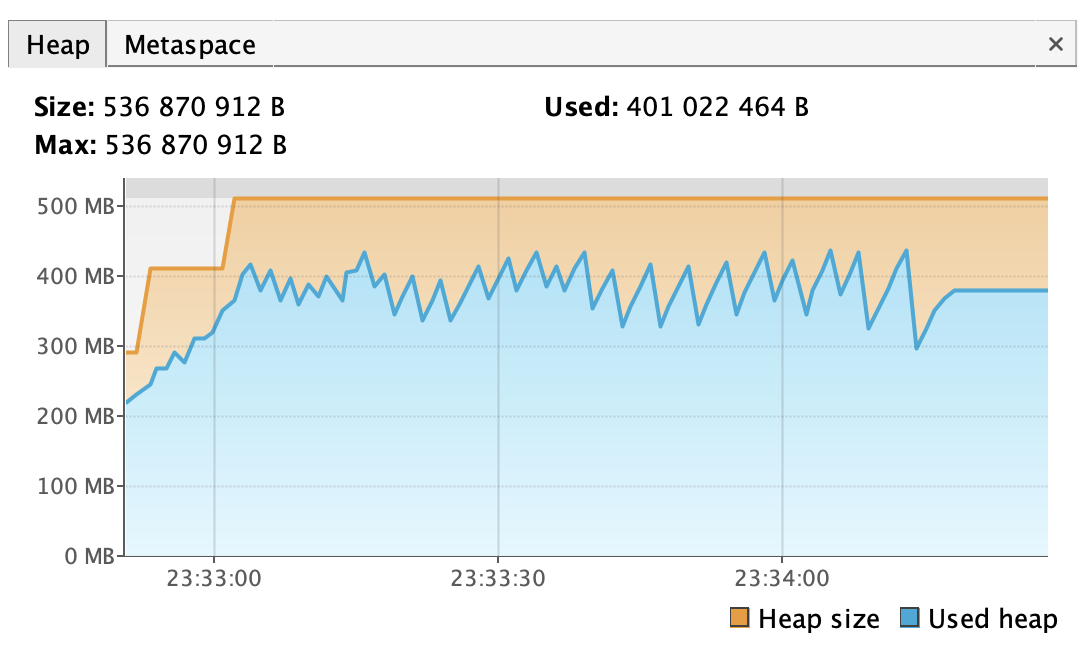 Heap Metaspace ×
Size: 536 870 912 B Used: 401 022 464 B
Max: 536 870 912 B
500 MB
400 MB
300 MB
200 MB
100 MB
0 MB
23:33:00 23:33:30 23:34:00
Heap size Used heap